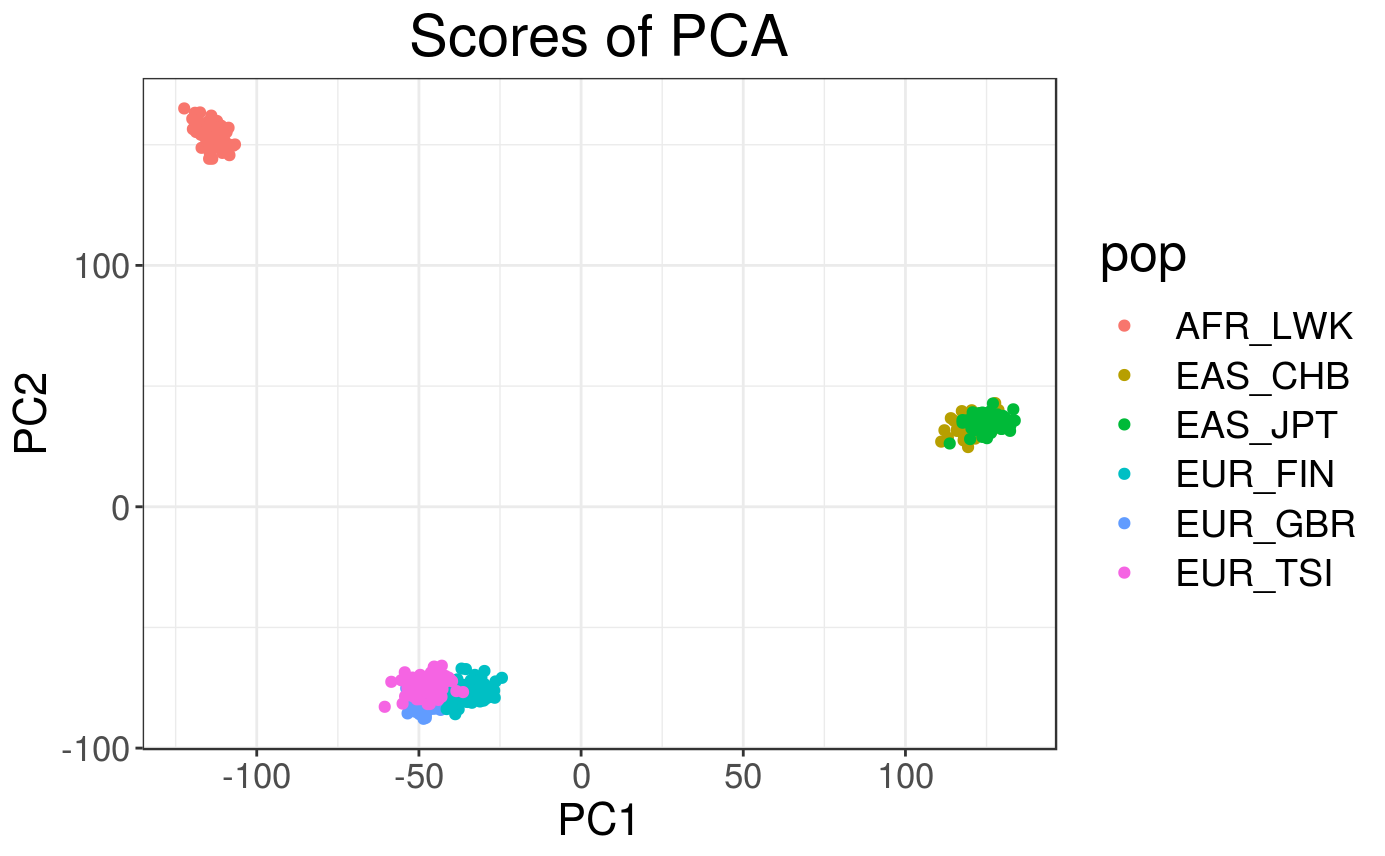 Scores of PCA
PC2
100
0
-100
-100
-50
0
50
100
PC1
pop
AFR_LWK
EAS_CHB
EAS_JPT
EUR_FIN
EUR_GBR
EUR_TSI